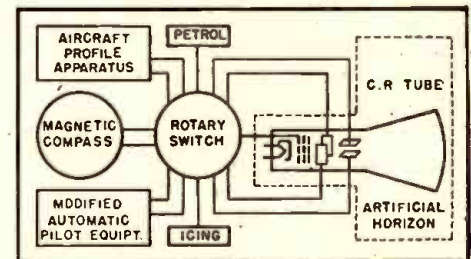 AIRCRAFT
PROFILE
APPARATUS
PETROL
MAGNETIC
COMPASS
ROTARY
SWITCH
C.R TUBE
MODIFIED
AUTOMATIC
PILOT EQUIPT.
ICING
ARTIFICIAL
HORIZON